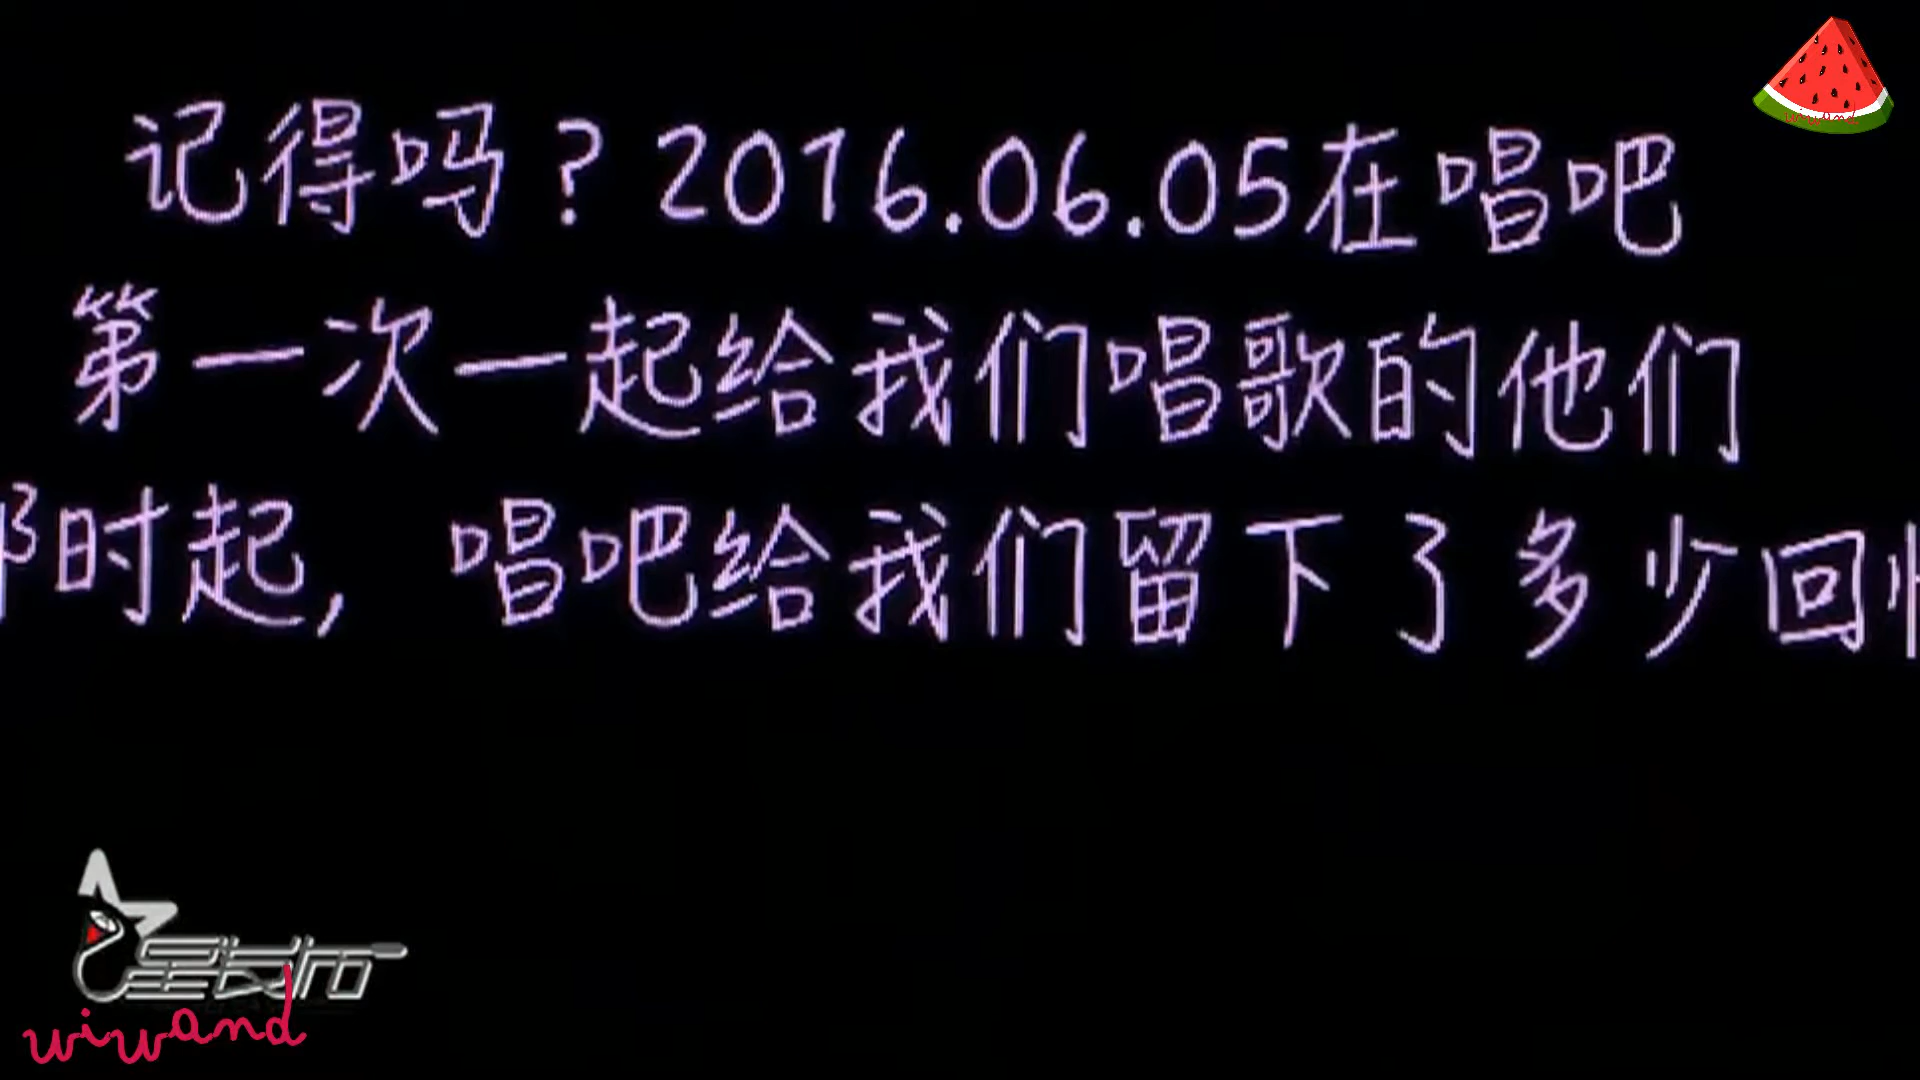 记得吗？2016.06.05在唱吧
第一次一起给我们唱歌的他们
时起，唱吧给我们留下了多少回
wiwand
wiwand